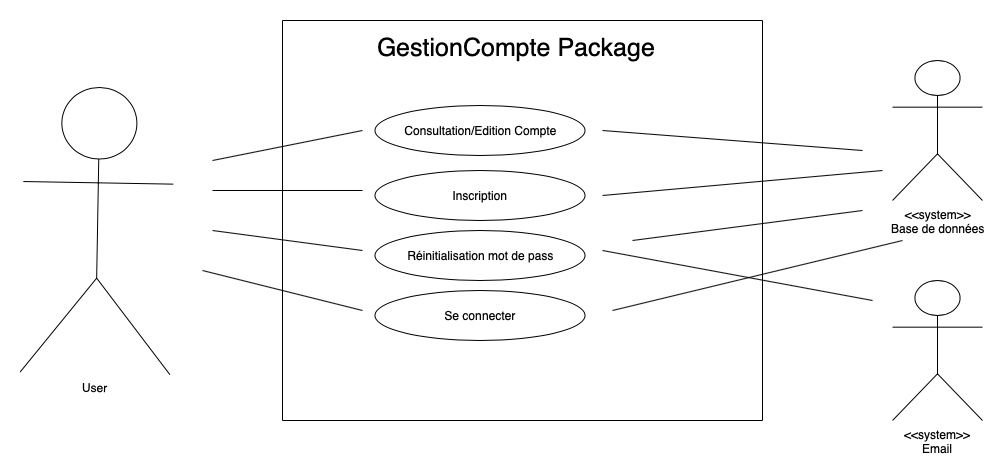 GestionCompte Package
Consultation/Edition Compte
Inscription
Réinitialisation mot de pass
Se connecter
User
<<system>>
Base de données
<<system>>
Email